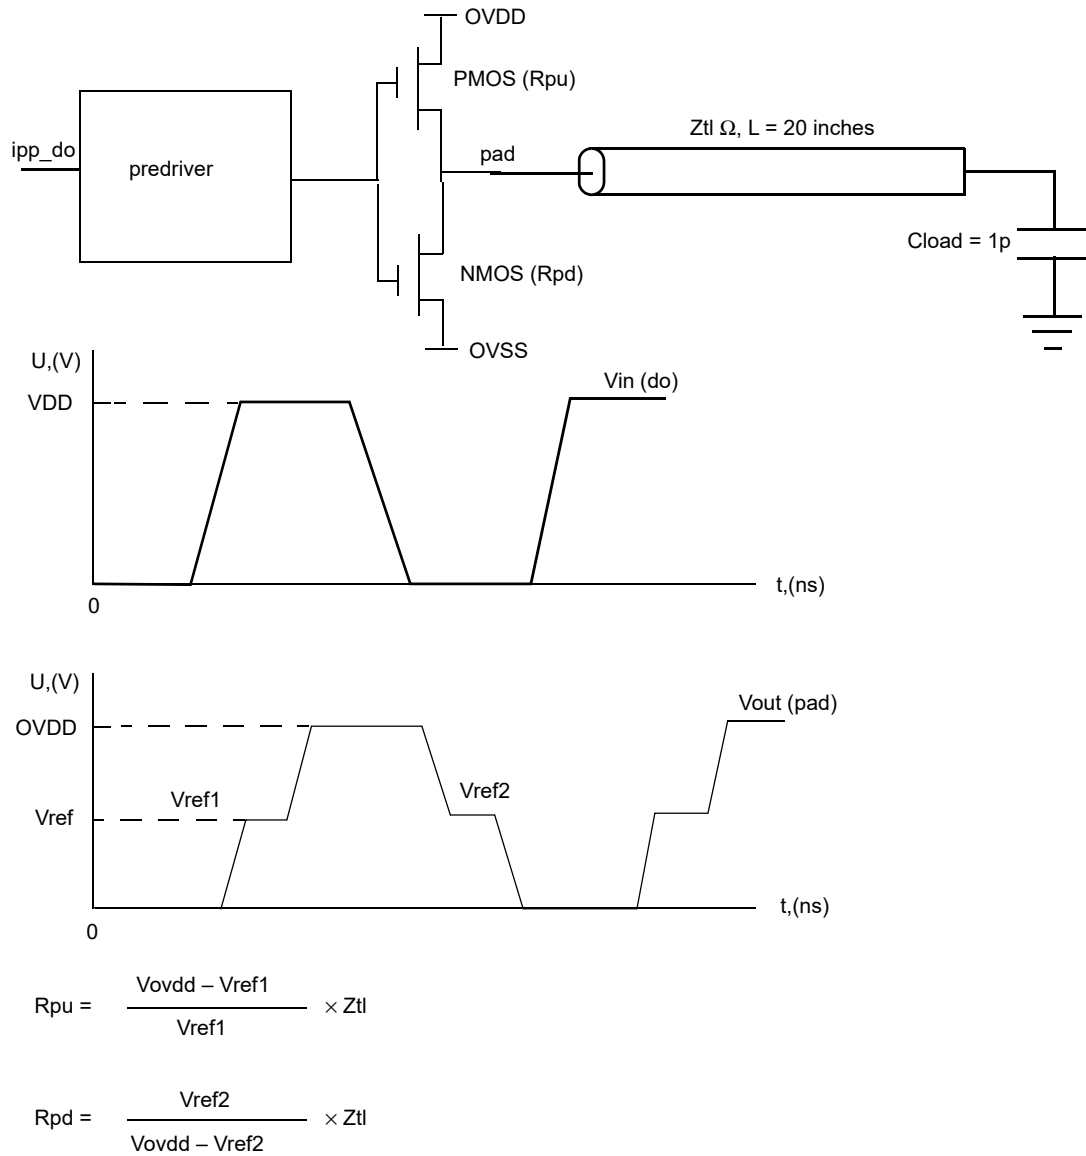 OVDD
PMOS (Rpu)
Ztl Ω, L = 20 inches
ipp_do
predriver
pad
Cload = 1p
NMOS (Rpd)
OVSS
U,(V)
Vin (do)
VDD
t,(ns)
0
U,(V)
Vout (pad)
OVDD
Vref1
Vref2
Vref
t,(ns)
0
Vovdd – Vref1
Rpu = × Ztl
Vref1
Vref2
Rpd = × Ztl
Vovdd – Vref2